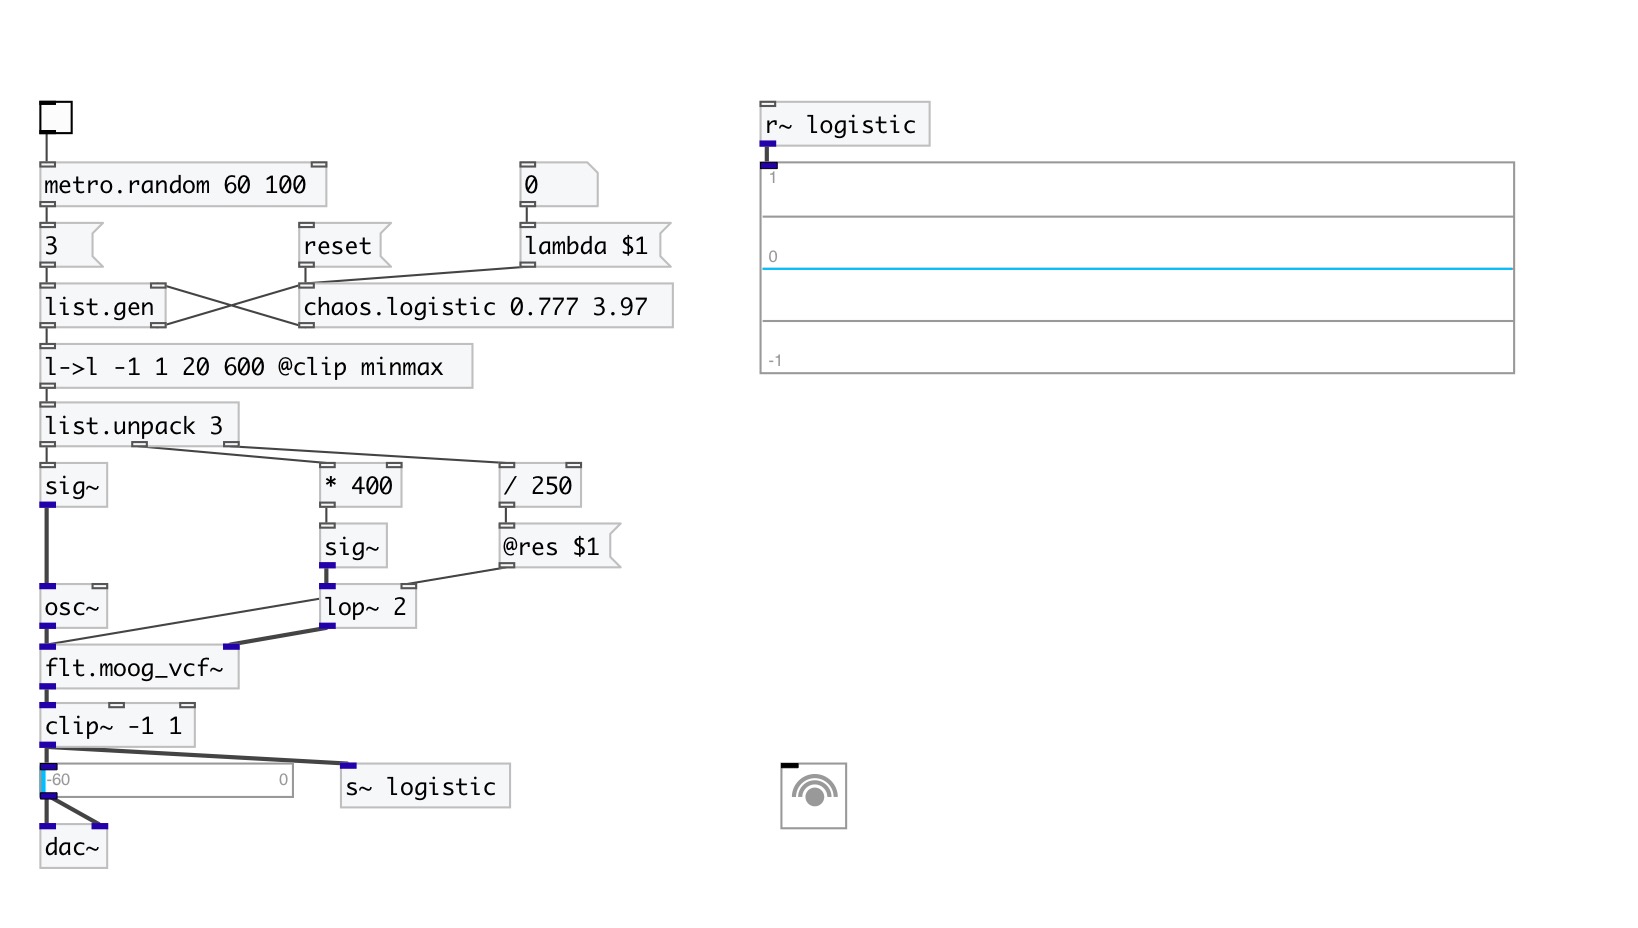 r~ logistic
metro.random 60 100
0
1
3
reset
lambda $1
0
list.gen
chaos.logistic 0.777 3.97
l->l -1 1 20 600 @clip minmax
-1
list.unpack 3
sig~
* 400
/ 250
sig~
@res $1
osc~
lop~ 2
flt.moog_vcf~
clip~ -1 1
-60
0
s~ logistic
dac~